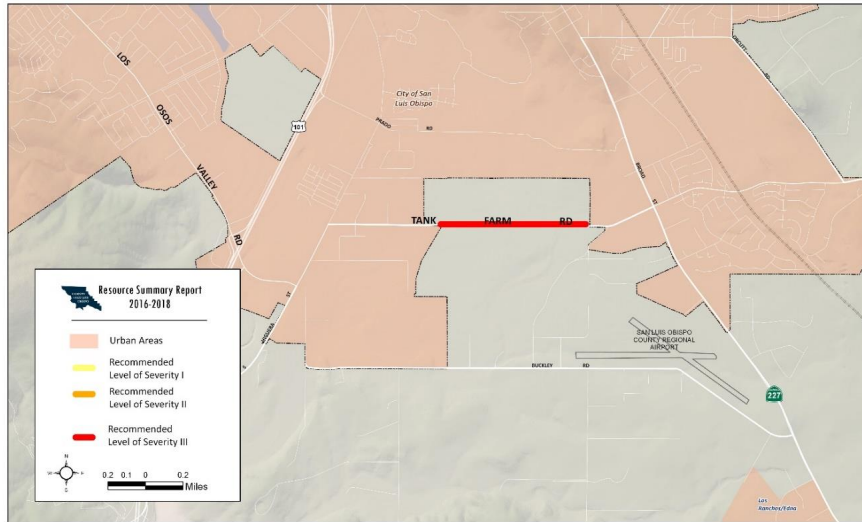 LOS
OSOS
VALLEY
RD
101
City of San
Luis Obispo
PRADO RD
BROAD
ST
TANK FARM RD
HIGUERA ST
S
BUCKLEY RD
SAN LUIS OBISPO
COUNTY REGIONAL
AIRPORT
227
Los
Ranchos/Edna
Resource Summary Report
2016-2018
Urban Areas
Recommended
Level of Severity I
Recommended
Level of Severity II
Recommended
Level of Severity III
N
W E
S
0.2 0.1 0 0.2
Miles